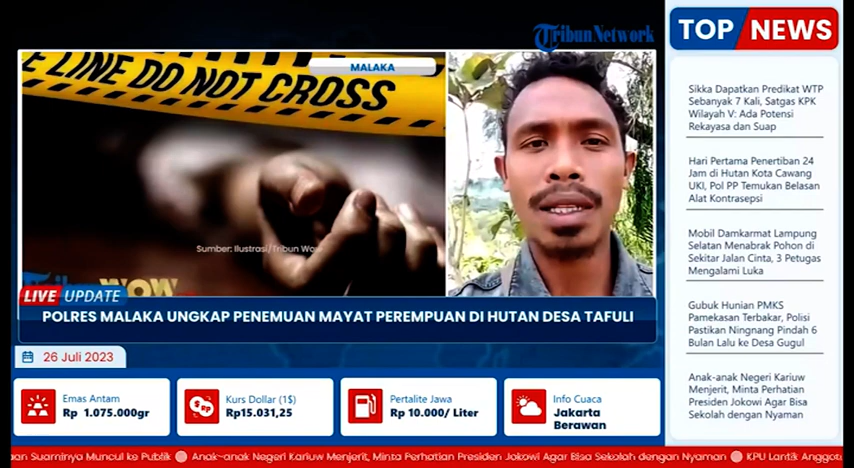 Tribun Network
TOP NEWS
E LINE DO NOT CROSS
MALAKA
Sumber: Ilustrasi/Tribun Wow
WOW
LIVE UPDATE
POLRES MALAKA UNGKAP PENEMUAN MAYAT PEREMPUAN DI HUTAN DESA TAFULI
26 Juli 2023
Emas Antam
Rp 1.075.000gr
Kurs Dollar (1$)
Rp15.031,25
Pertalite Jawa
Rp 10.000/ Liter
Info Cuaca
Jakarta
Berawan
Sikka Dapatkan Predikat WTP
Sebanyak 7 Kali, Satgas KPK
Wilayah V: Ada Potensi
Rekayasa dan Suap
Hari Pertama Penertiban 24
Jam di Hutan Kota Cawang
UKI, Pol PP Temukan Belasan
Alat Kontrasepsi
Mobil Damkarmat Lampung
Selatan Menabrak Pohon di
Sekitar Jalan Cinta, 3 Petugas
Mengalami Luka
Gubuk Hunian PMKS
Pamekasan Terbakar, Polisi
Pastikan Ningnang Pindah 6
Bulan Lalu ke Desa Gugul
Anak-anak Negeri Kariuw
Menjerit, Minta Perhatian
Presiden Jokowi Agar Bisa
Sekolah dengan Nyaman
aan Suaminya Muncul ke Publik Anak-anak Negeri Kariuw Menjerit, Minta Perhatian Presiden Jokowi Agar Bisa Sekolah dengan Nyaman KPU Lantik Anggota